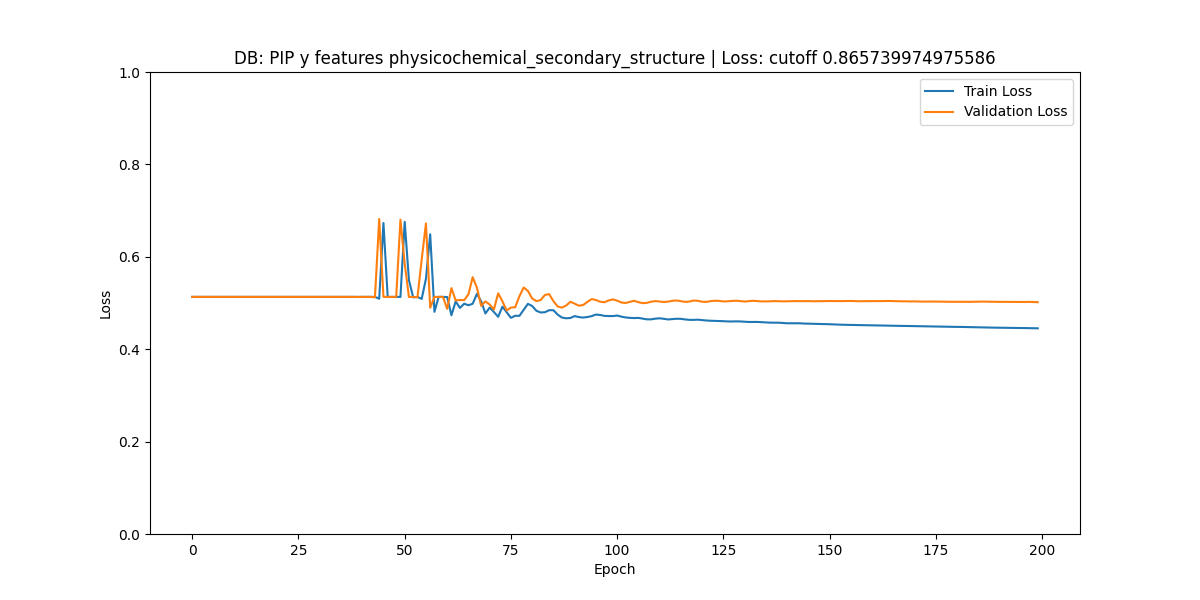 DB: PIP y features physicochemical_secondary_structure | Loss: cutoff 0.865739974975586
Train Loss
Validation Loss
Loss
1.0
0.8
0.6
0.4
0.2
0.0
0 25 50 75 100 125 150 175 200
Epoch